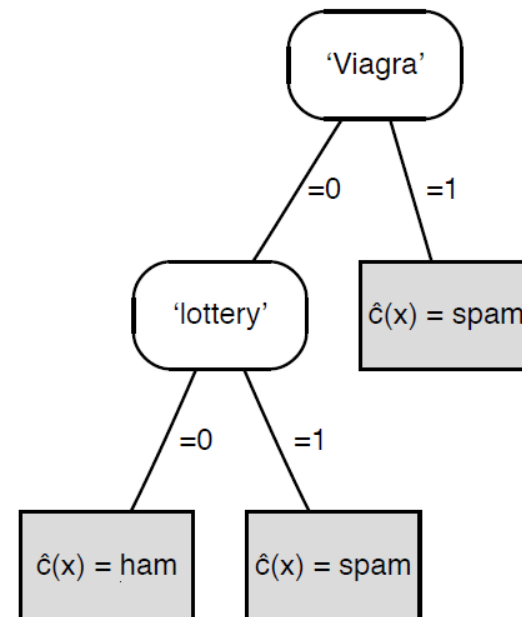 ‘Viagra’
=0
=1
‘lottery’
ĉ(x) = spam
=0
=1
ĉ(x) = ham
ĉ(x) = spam